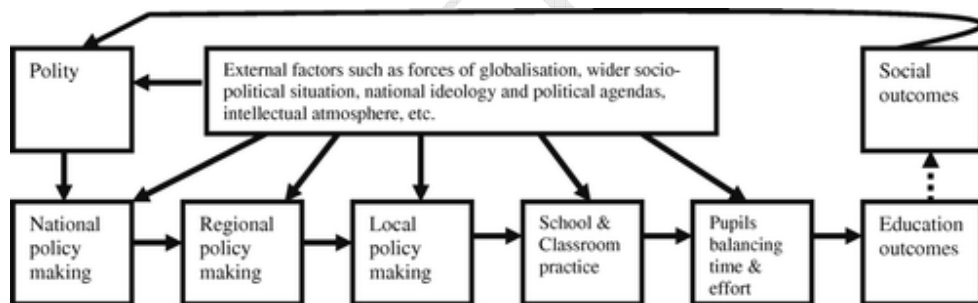 Polity
External factors such as forces of globalisation, wider socio-
political situation, national ideology and political agendas,
intellectual atmosphere, etc.
Social
outcomes
National
policy
making
Regional
policy
making
Local
policy
making
School &
Classroom
practice
Pupils
balancing
time &
effort
Education
outcomes